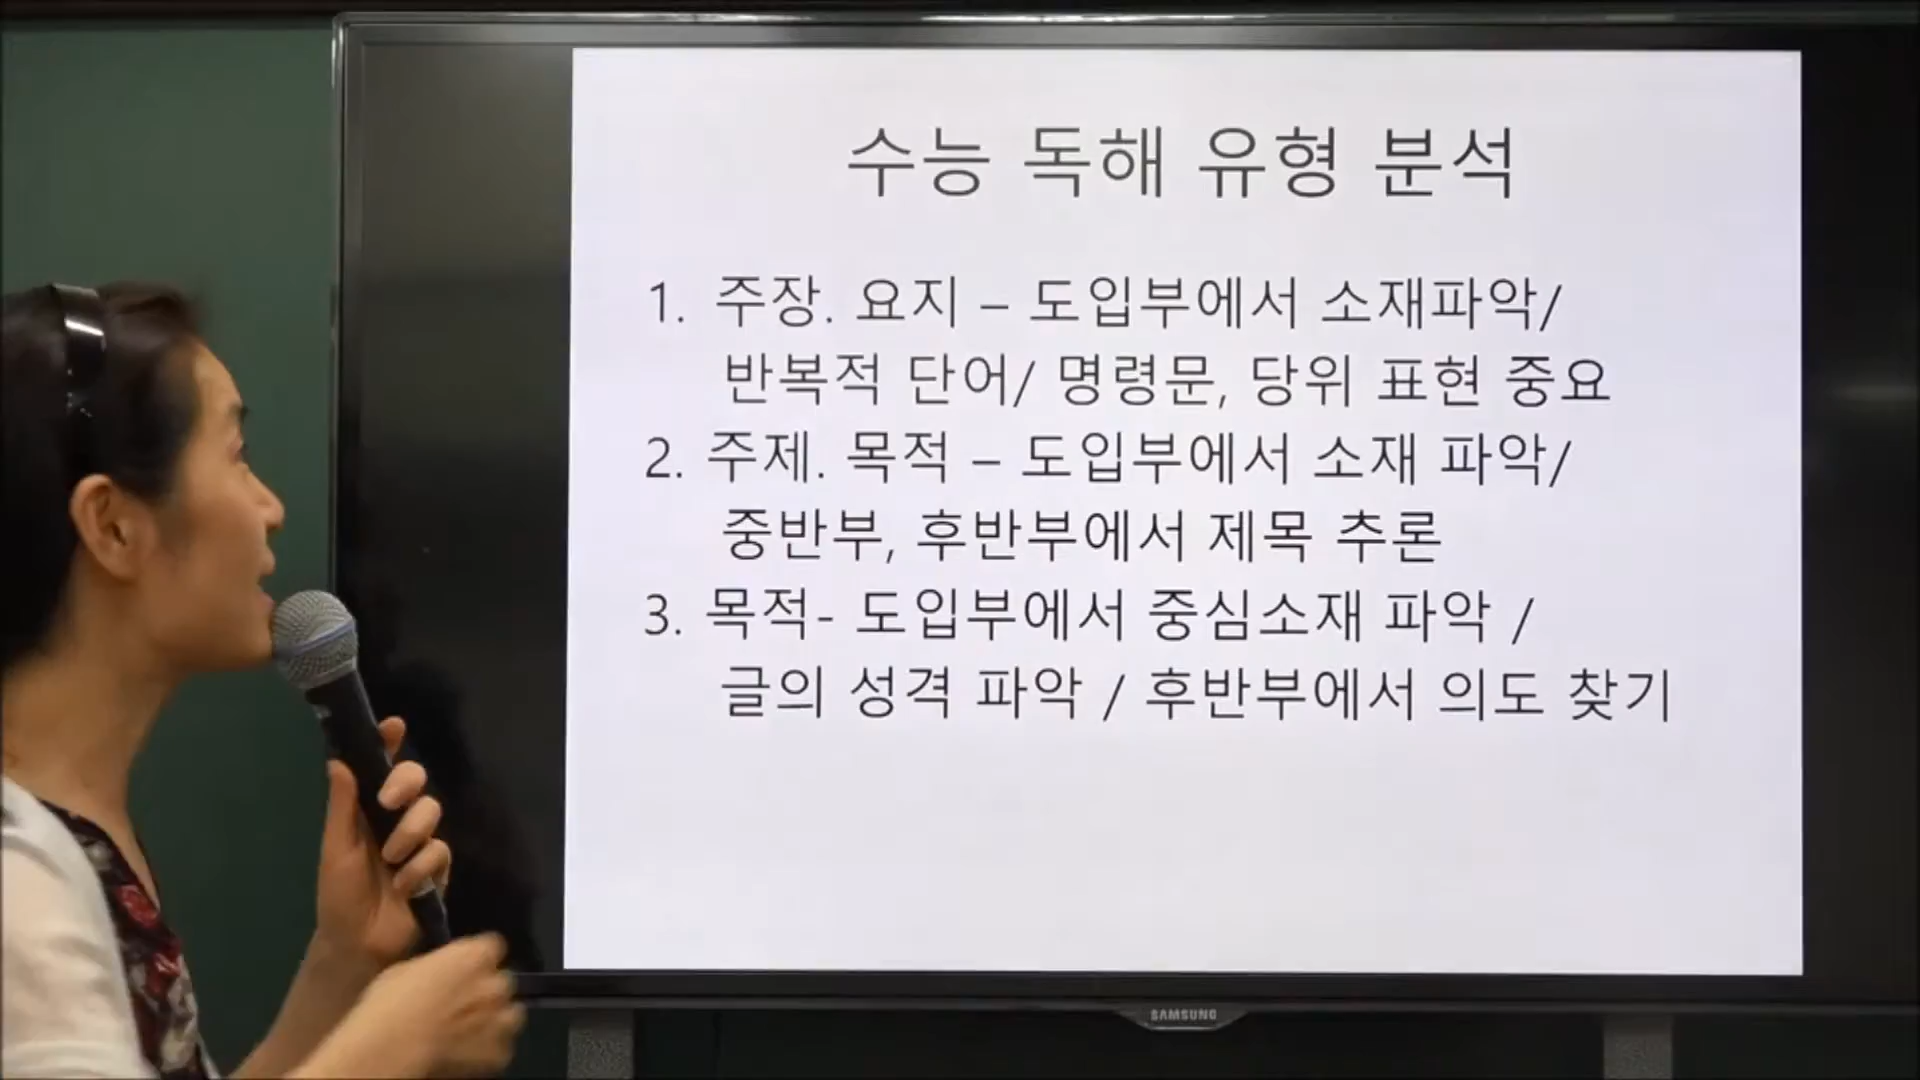 수능 독해 유형 분석
1. 주장. 요지 – 도입부에서 소재파악/
반복적 단어/ 명령문, 당위 표현 중요
2. 주제. 목적 – 도입부에서 소재 파악/
중반부, 후반부에서 제목 추론
3. 목적- 도입부에서 중심소재 파악 /
글의 성격 파악 / 후반부에서 의도 찾기
SAMSUNG